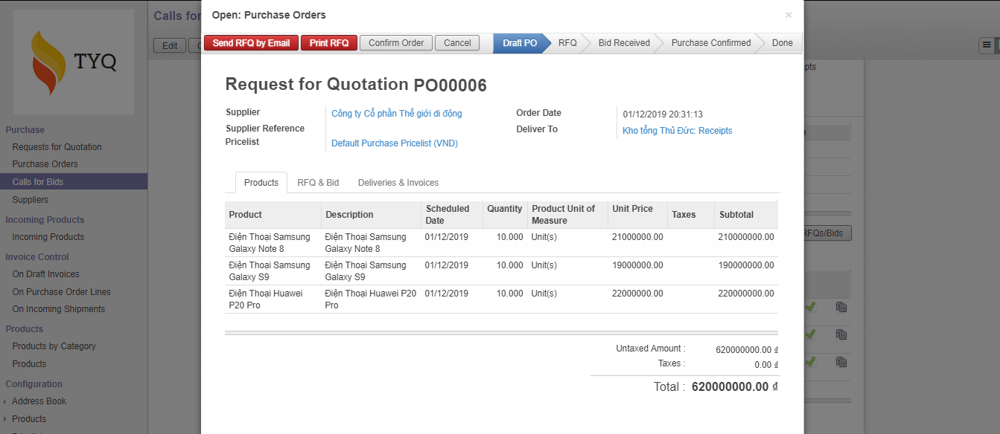 TYQ
Purchase
Requests for Quotation
Purchase Orders
Calls for Bids
Suppliers
Incoming Products
Incoming Products
Invoice Control
On Draft Invoices
On Purchase Order Lines
On Incoming Shipments
Products
Products by Category
Products
Configuration
Address Book
Products
Calls for
Edit
Open: Purchase Orders
×
Send RFQ by Email Print RFQ Confirm Order Cancel Draft PO RFQ Bid Received Purchase Confirmed Done
Request for Quotation PO00006
Supplier Công ty Cổ phần Thế giới di động
Supplier Reference
Pricelist Default Purchase Pricelist (VND)
Order Date 01/12/2019 20:31:13
Deliver To Kho tổng Thủ Đức: Receipts
Products RFQ & Bid Deliveries & Invoices
Product Description Scheduled Date Quantity Product Unit of Measure Unit Price Taxes Subtotal
Điện Thoại Samsung Galaxy Note 8 Điện Thoại Samsung Galaxy Note 8 01/12/2019 10.000 Unit(s) 21000000.00 210000000.00
Điện Thoại Samsung Galaxy S9 Điện Thoại Samsung Galaxy S9 01/12/2019 10.000 Unit(s) 19000000.00 190000000.00
Điện Thoại Huawei P20 Pro Điện Thoại Huawei P20 Pro 01/12/2019 10.000 Unit(s) 22000000.00 220000000.00
Untaxed Amount : 620000000.00 ₫
Taxes : 0.00 ₫
Total : 620000000.00 ₫
pts
RFQs/Bids